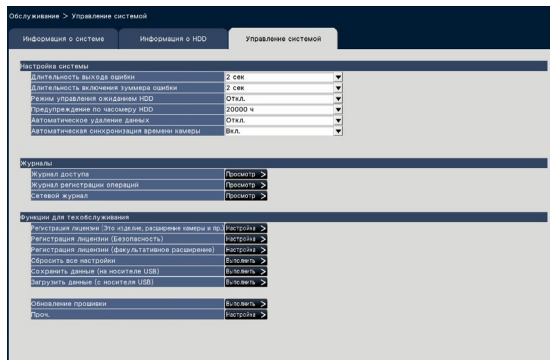 Обслуживание > Управление системой
Информация о системе Информация о HDD Управление системой
Настройка системы
Длительность выхода ошибки 2 сек
Длительность включения зуммера ошибки 2 сек
Режим управления ожиданием HDD Откл.
Предупреждение по часомеру HDD 20000 ч
Автоматическое удаление данных Откл.
Автоматическая синхронизация времени камеры Вкл.
Журналы
Журнал доступа Просмотр >
Журнал регистрации операций Просмотр >
Сетевой журнал Просмотр >
Функции для техобслуживания
Регистрация лицензии (Это изделие, расширение камеры и пр.) Настройка >
Регистрация лицензии (Безопасность) Настройка >
Регистрация лицензии (факультативное расширение) Настройка >
Сбросить все настройки Выполнить >
Сохранить данные (на носителе USB) Выполнить >
Загрузить данные (с носителя USB) Выполнить >
Обновление прошивки Выполнить >
Проч. Настройка >